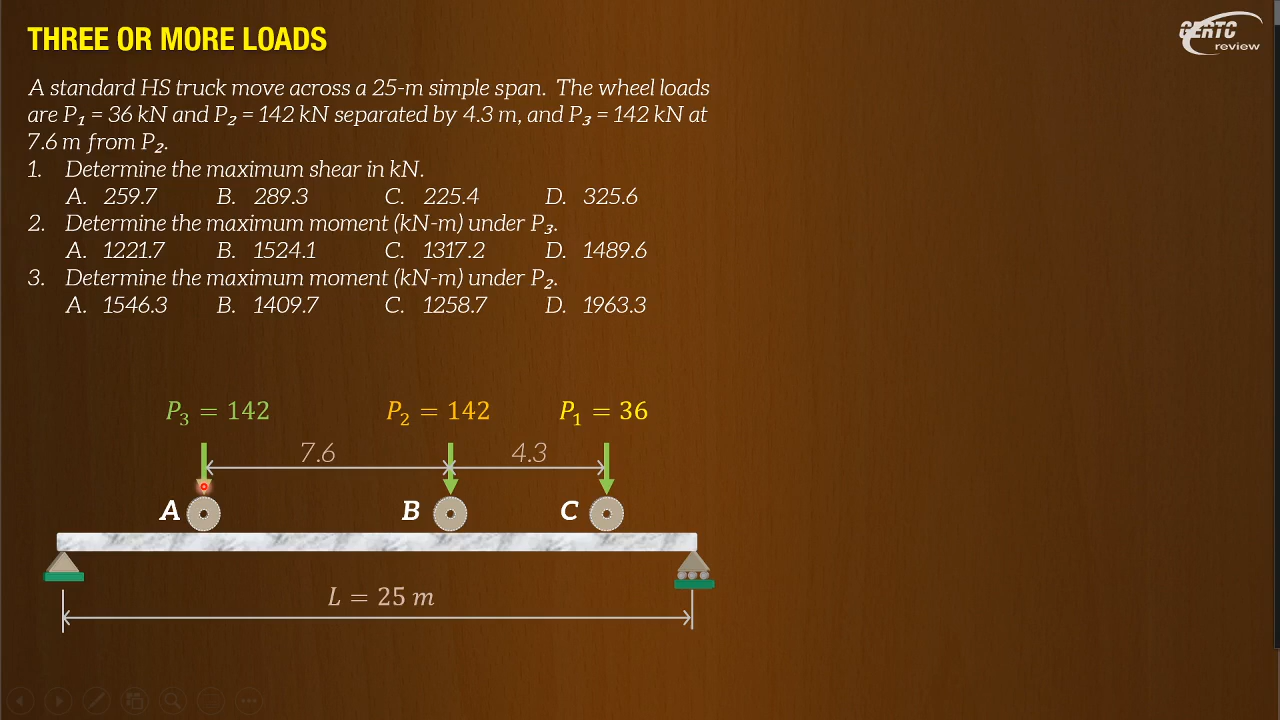 THREE OR MORE LOADS
GERTC
review
A standard HS truck move across a 25-m simple span. The wheel loads
are P₁ = 36 kN and P₂ = 142 kN separated by 4.3 m, and P₃ = 142 kN at
7.6 m from P₂.
1. Determine the maximum shear in kN.
A. 259.7 B. 289.3 C. 225.4 D. 325.6
2. Determine the maximum moment (kN-m) under P₃.
A. 1221.7 B. 1524.1 C. 1317.2 D. 1489.6
3. Determine the maximum moment (kN-m) under P₂.
A. 1546.3 B. 1409.7 C. 1258.7 D. 1963.3
P₃ = 142 P₂ = 142 P₁ = 36
7.6 4.3
A B C
L = 25 m